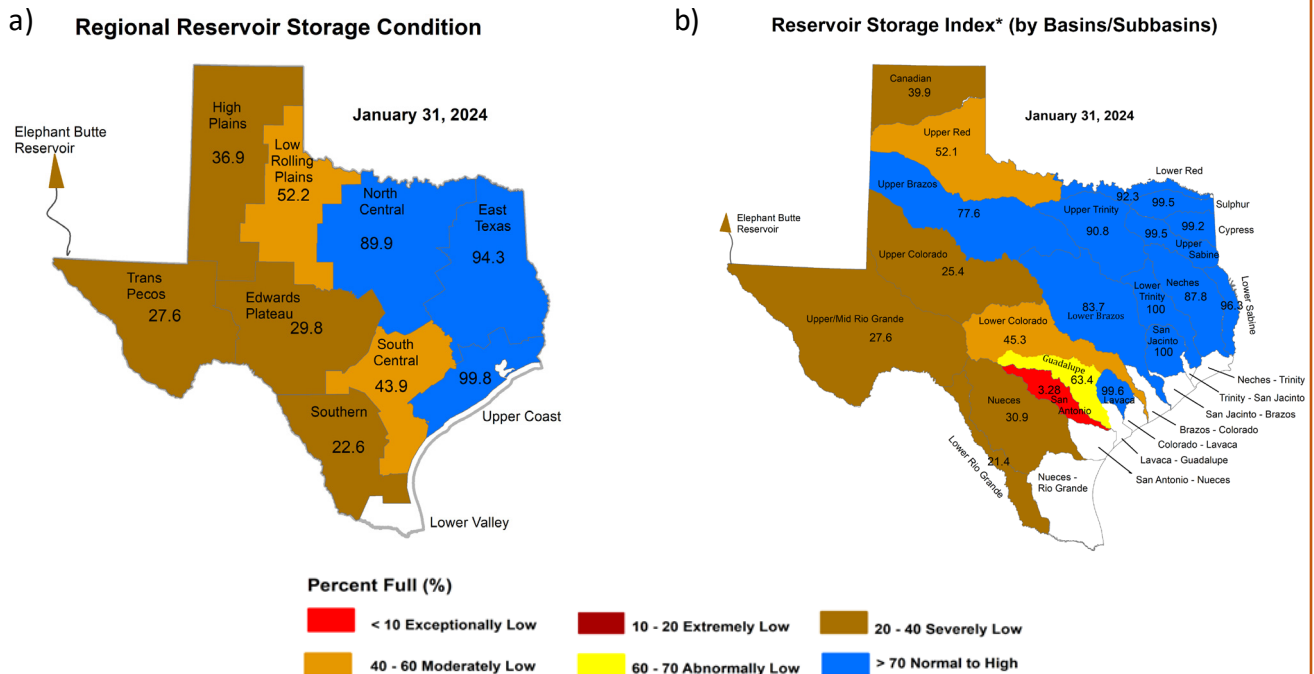 a)
Regional Reservoir Storage Condition
January 31, 2024
Elephant Butte
Reservoir
High
Plains
36.9
Low
Rolling
Plains
52.2
North
Central
89.9
East
Texas
94.3
Trans
Pecos
27.6
Edwards
Plateau
29.8
South
Central
43.9
99.8
Upper Coast
Southern
22.6
Lower Valley
b)
Reservoir Storage Index* (by Basins/Subbasins)
January 31, 2024
Canadian
39.9
Upper Red
52.1
Lower Red
Elephant Butte
Reservoir
Upper Brazos
77.6
Upper Trinity
90.8
92.3
99.5
Sulphur
99.2
Cypress
99.5
Upper
Sabine
Upper Colorado
25.4
Lower
Trinity
100
Neches
87.8
96.3
Lower Sabine
83.7
Lower Brazos
Upper/Mid Rio Grande
27.6
Lower Colorado
45.3
San
Jacinto
100
Guadalupe
63.4
3.28
San
Antonio
99.6
Lavaca
Nueces
30.9
21.4
Lower Rio Grande
Nueces -
Rio Grande
Neches - Trinity
Trinity - San Jacinto
San Jacinto - Brazos
Brazos - Colorado
Colorado - Lavaca
Lavaca - Guadalupe
San Antonio - Nueces
Percent Full (%)
< 10 Exceptionally Low
10 - 20 Extremely Low
20 - 40 Severely Low
40 - 60 Moderately Low
60 - 70 Abnormally Low
> 70 Normal to High